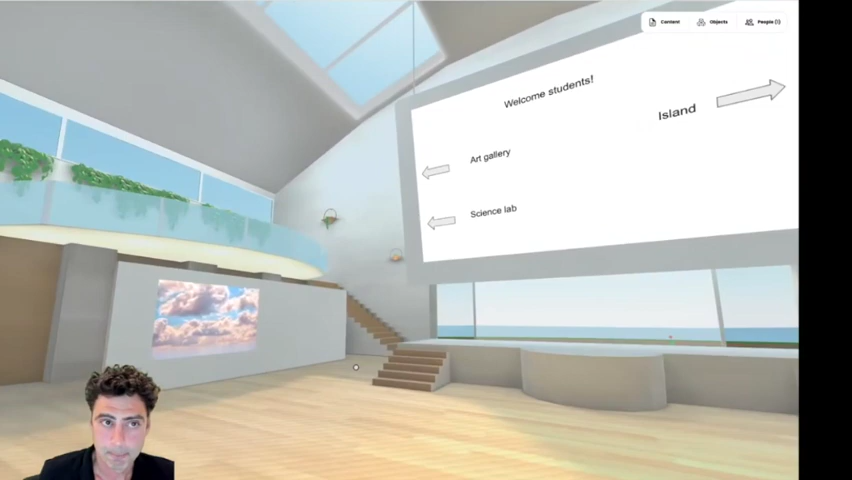 Content Objects People (1)
Welcome students!
Island
Art gallery
Science lab